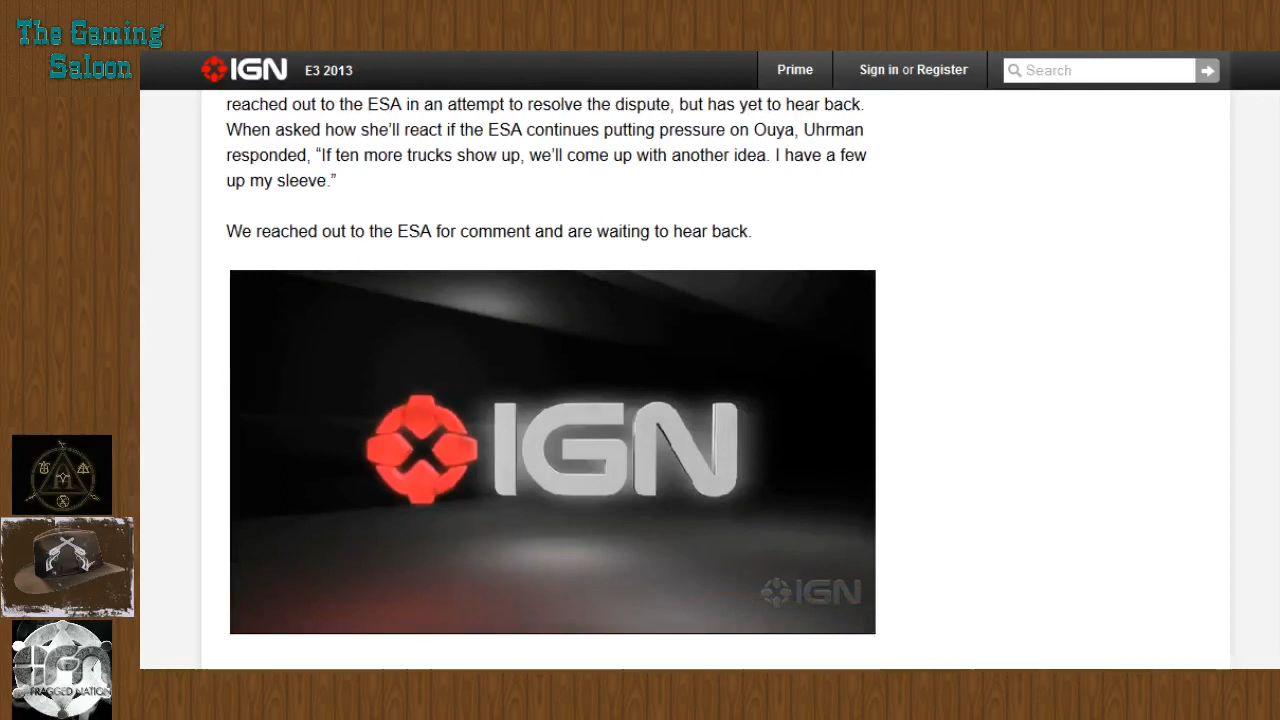 The Gaming
Saloon
IGN E3 2013 Prime Sign in or Register Search
reached out to the ESA in an attempt to resolve the dispute, but has yet to hear back.
When asked how she’ll react if the ESA continues putting pressure on Ouya, Uhrman
responded, “If ten more trucks show up, we’ll come up with another idea. I have a few
up my sleeve.”
We reached out to the ESA for comment and are waiting to hear back.
IGN
IGN
FRAGGED NATION